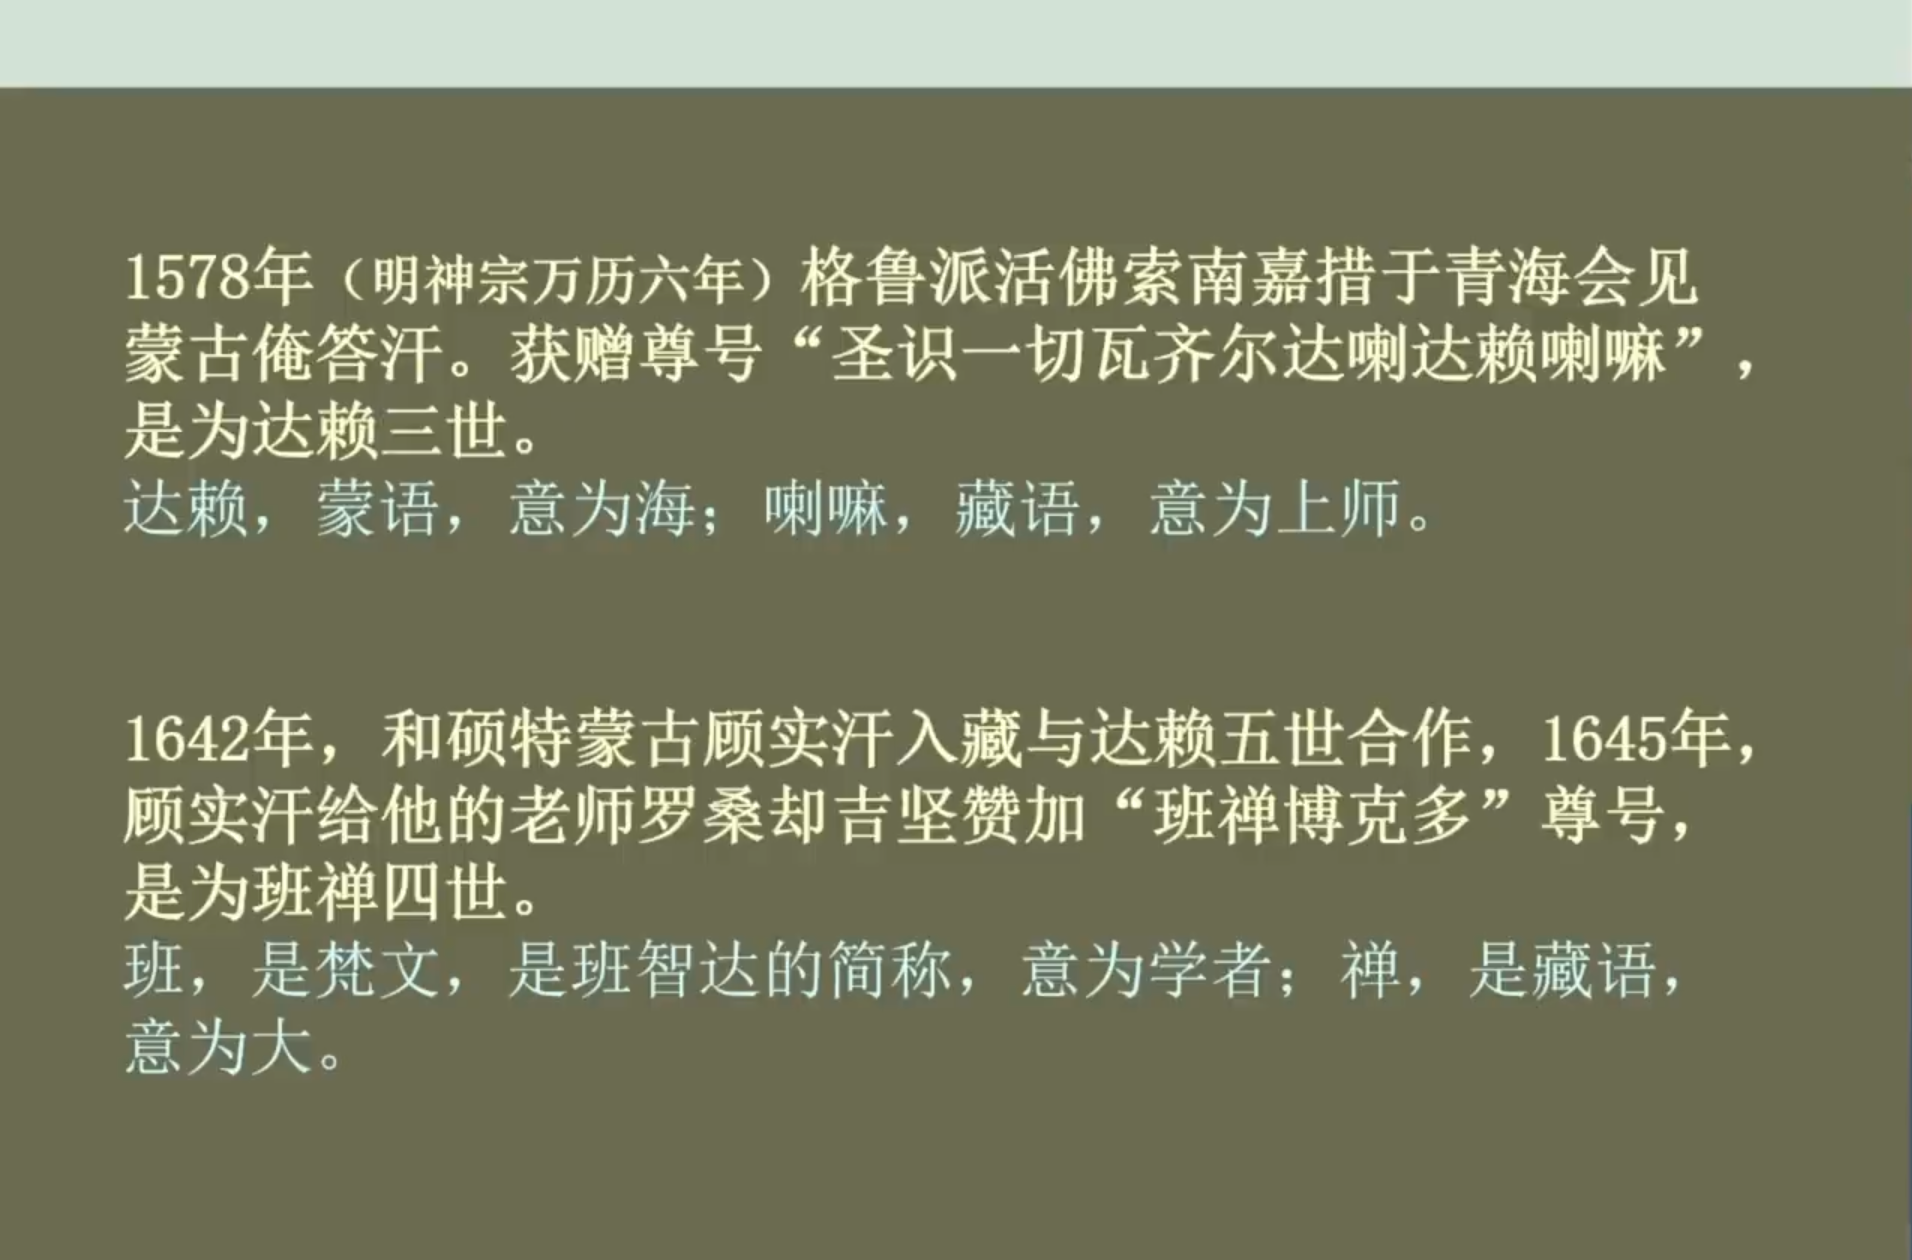 1578年（明神宗万历六年）格鲁派活佛索南嘉措于青海会见
蒙古俺答汗。获赠尊号“圣识一切瓦齐尔达喇达赖喇嘛”，
是为达赖三世。
达赖，蒙语，意为海；喇嘛，藏语，意为上师。
1642年，和硕特蒙古顾实汗入藏与达赖五世合作，1645年，
顾实汗给他的老师罗桑却吉坚赞加“班禅博克多”尊号，
是为班禅四世。
班，是梵文，是班智达的简称，意为学者；禅，是藏语，
意为大。